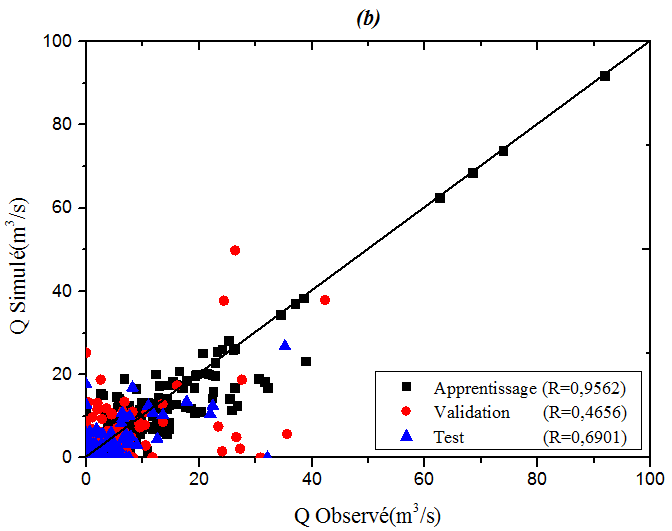 (b)
100
80
60
40
20
0
Q Simulé(m³/s)
Apprentissage (R=0,9562)
Validation (R=0,4656)
Test (R=0,6901)
0 20 40 60 80 100
Q Observé(m³/s)